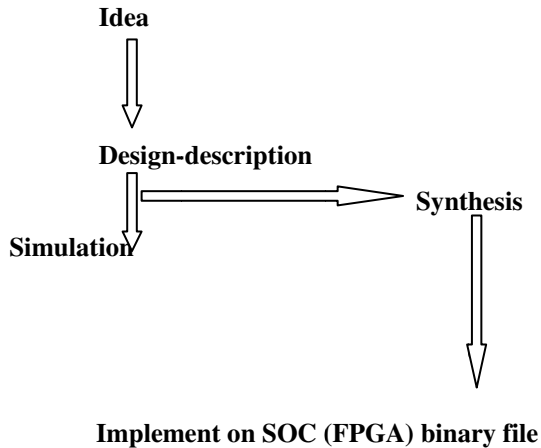 Idea
Design-description
Synthesis
Simulation
Implement on SOC (FPGA) binary file